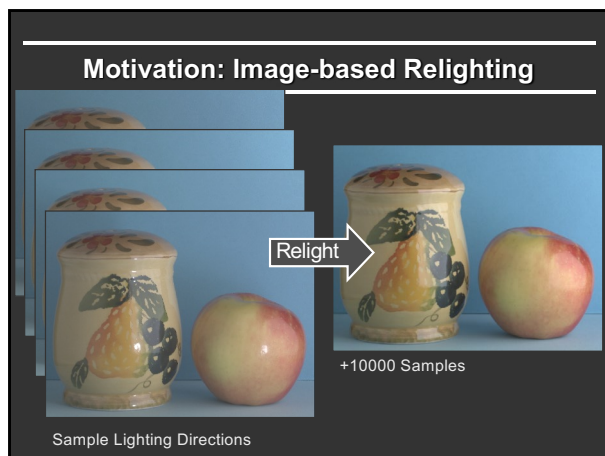 Motivation: Image-based Relighting
Relight
+10000 Samples
Sample Lighting Directions